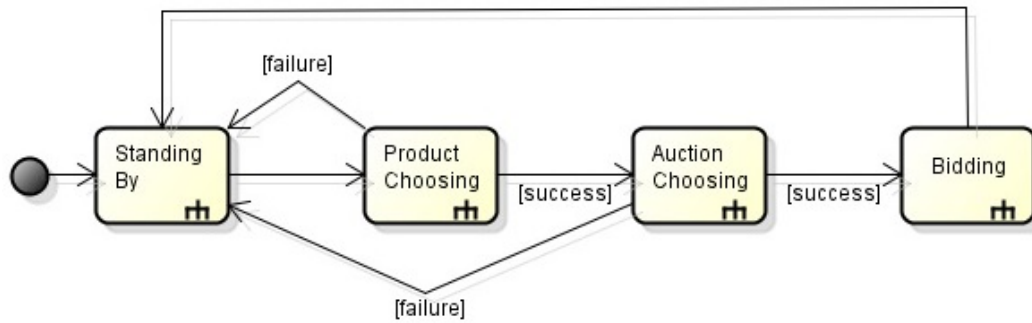 [failure]
Standing
By
Product
Choosing
[success]
Auction
Choosing
[success]
Bidding
[failure]